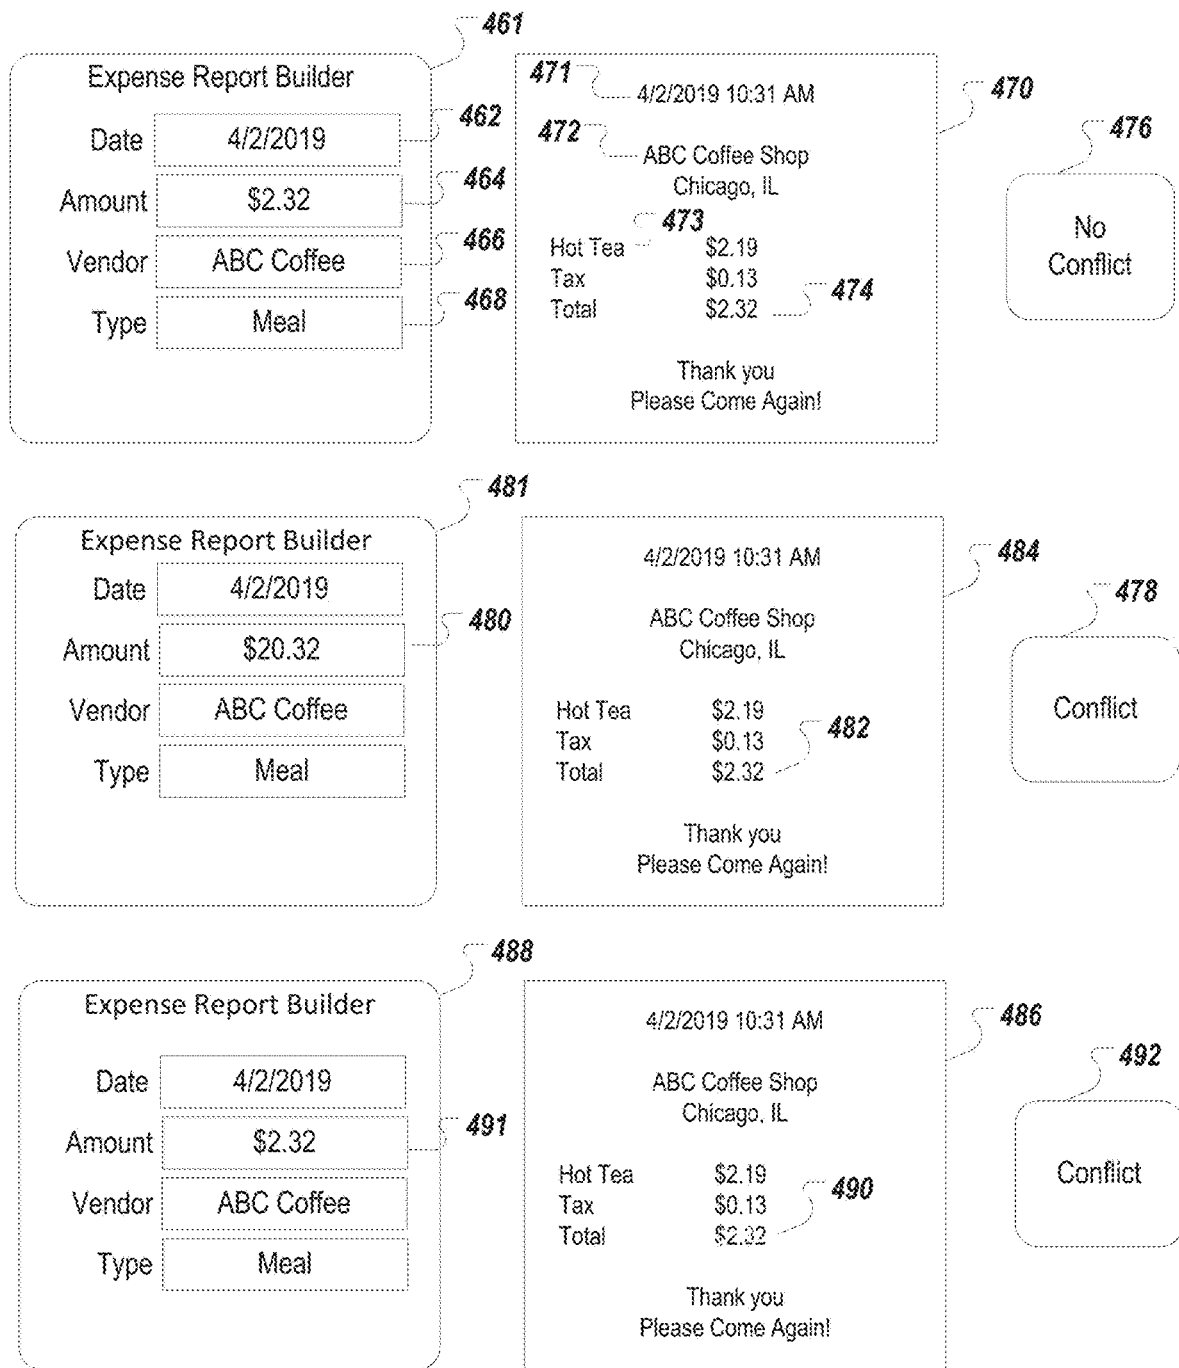 461
Expense Report Builder
Date 4/2/2019 462
Amount $2.32 464
Vendor ABC Coffee 466
Type Meal 468
471
4/2/2019 10:31 AM
470
472
ABC Coffee Shop
Chicago, IL
473
Hot Tea $2.19
Tax $0.13
Total $2.32 474
Thank you
Please Come Again!
476
No
Conflict
481
Expense Report Builder
Date 4/2/2019
Amount $20.32 480
Vendor ABC Coffee
Type Meal
4/2/2019 10:31 AM
484
ABC Coffee Shop
Chicago, IL
Hot Tea $2.19
Tax $0.13 482
Total $2.32
Thank you
Please Come Again!
478
Conflict
488
Expense Report Builder
Date 4/2/2019
Amount $2.32 491
Vendor ABC Coffee
Type Meal
4/2/2019 10:31 AM
486
ABC Coffee Shop
Chicago, IL
Hot Tea $2.19
Tax $0.13 490
Total $2.32
Thank you
Please Come Again!
492
Conflict